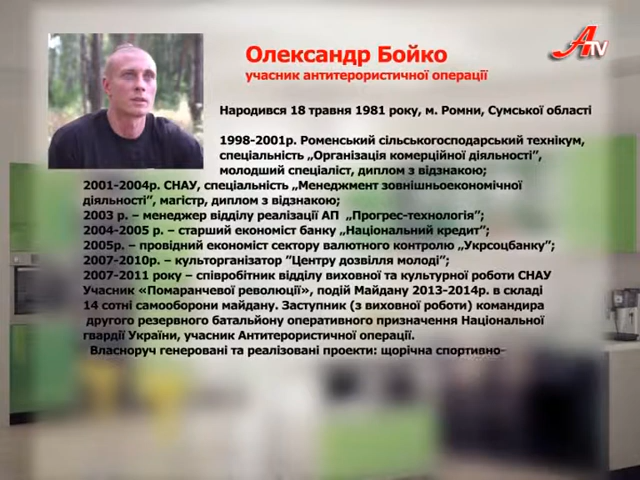 Олександр Бойко
учасник антитерористичної операції
АTV
Народився 18 травня 1981 року, м. Ромни, Сумської області
1998-2001р. Роменський сільськогосподарський технікум,
спеціальність „Організація комерційної діяльності”,
молодший спеціаліст, диплом з відзнакою;
2001-2004р. СНАУ, спеціальність „Менеджмент зовнішньоекономічної
діяльності”, магістр, диплом з відзнакою;
2003 р. – менеджер відділу реалізації АП „Прогрес-технологія”;
2004-2005 р. – старший економіст банку „Національний кредит”;
2005р. – провідний економіст сектору валютного контролю „Укрсоцбанку”;
2007-2010р. – культорганізатор ”Центру дозвілля молоді”;
2007-2011 року – співробітник відділу виховної та культурної роботи СНАУ
Учасник «Помаранчевої революції», подій Майдану 2013-2014р. в складі
14 сотні самооборони майдану. Заступник (з виховної роботи) командира
другого резервного батальйону оперативного призначення Національної
гвардії України, учасник Антитерористичної операції.
Власноруч генеровані та реалізовані проекти: щорічна спортивно-